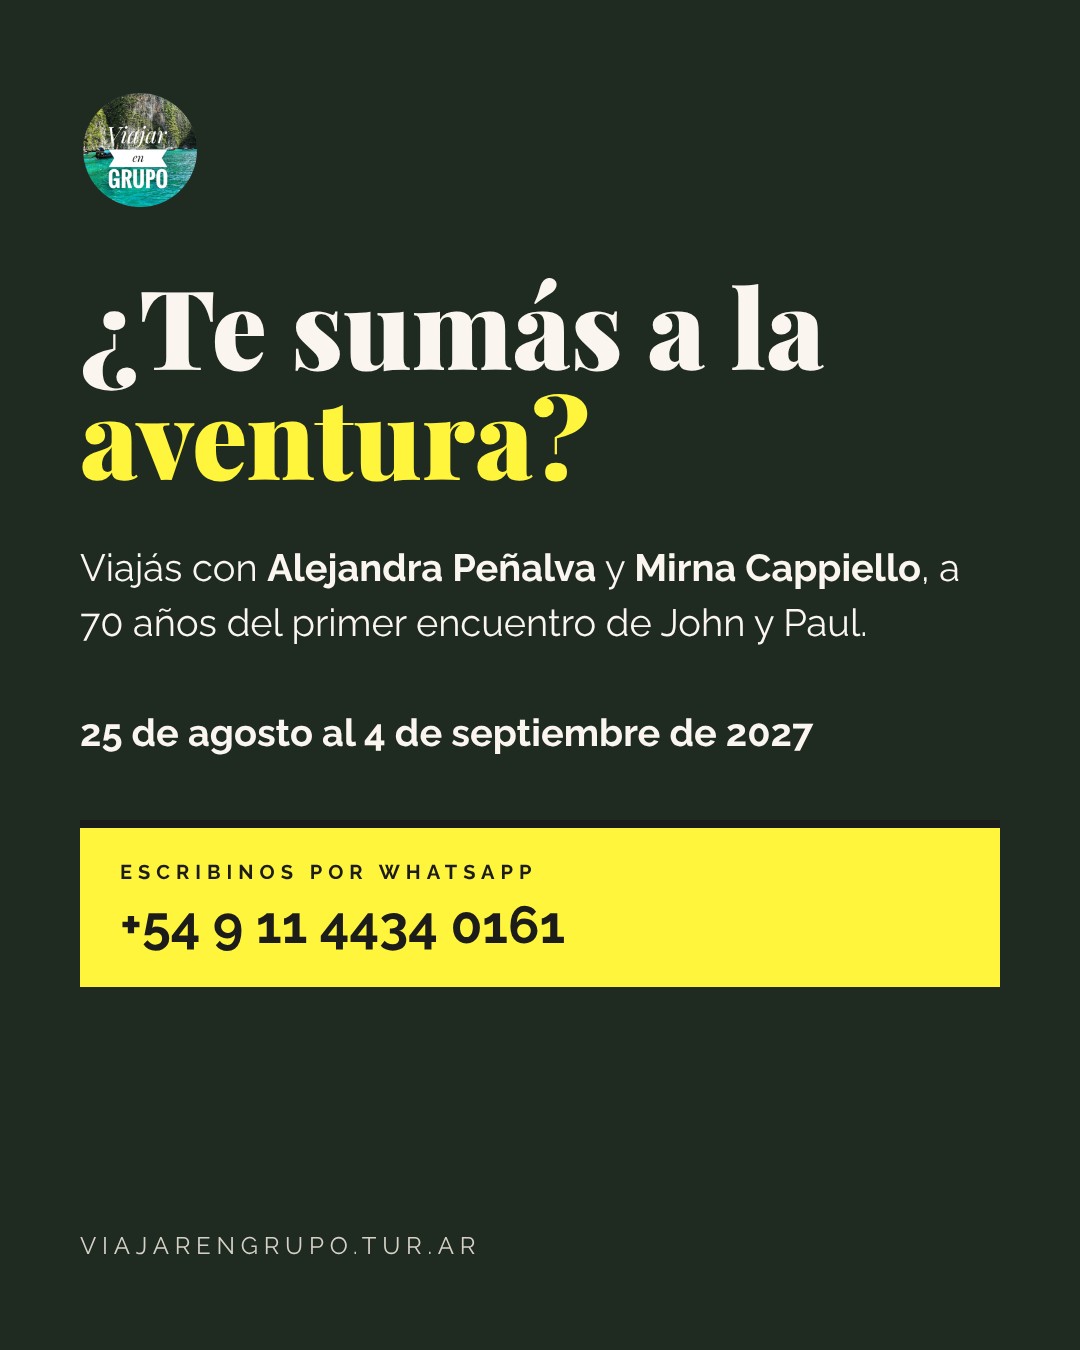 Viajar
en
GRUPO
¿Te sumás a la
aventura?
Viajás con Alejandra Peñalva y Mirna Cappiello, a
70 años del primer encuentro de John y Paul.
25 de agosto al 4 de septiembre de 2027
ESCRIBINOS POR WHATSAPP
+54 9 11 4434 0161
VIAJARENGRUPO.TUR.AR